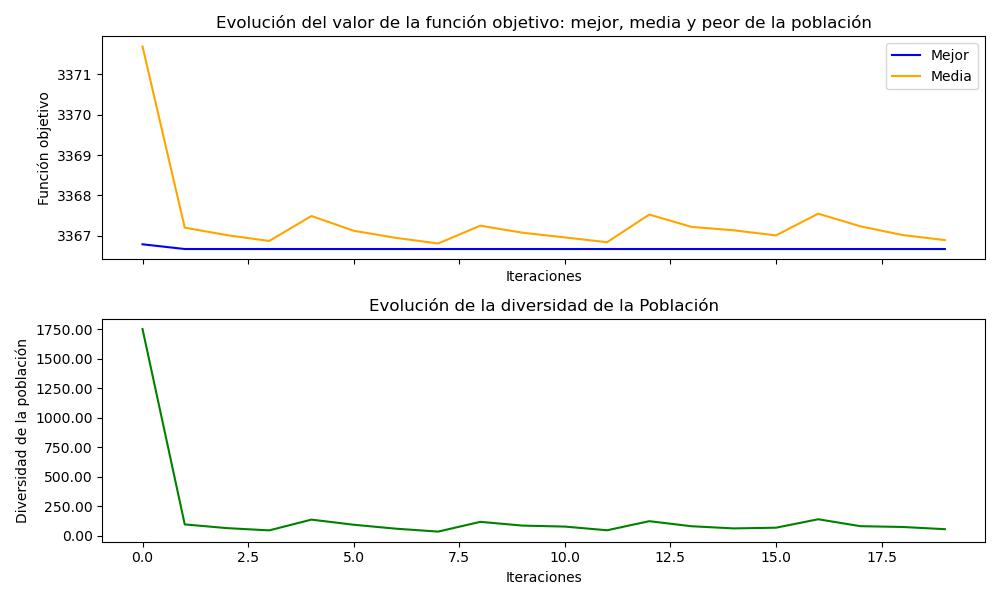 Evolución del valor de la función objetivo: mejor, media y peor de la población
Función objetivo
3371
3370
3369
3368
3367
Mejor
Media
Iteraciones
Evolución de la diversidad de la Población
Diversidad de la población
1750.00
1500.00
1250.00
1000.00
750.00
500.00
250.00
0.00
0.0 2.5 5.0 7.5 10.0 12.5 15.0 17.5
Iteraciones